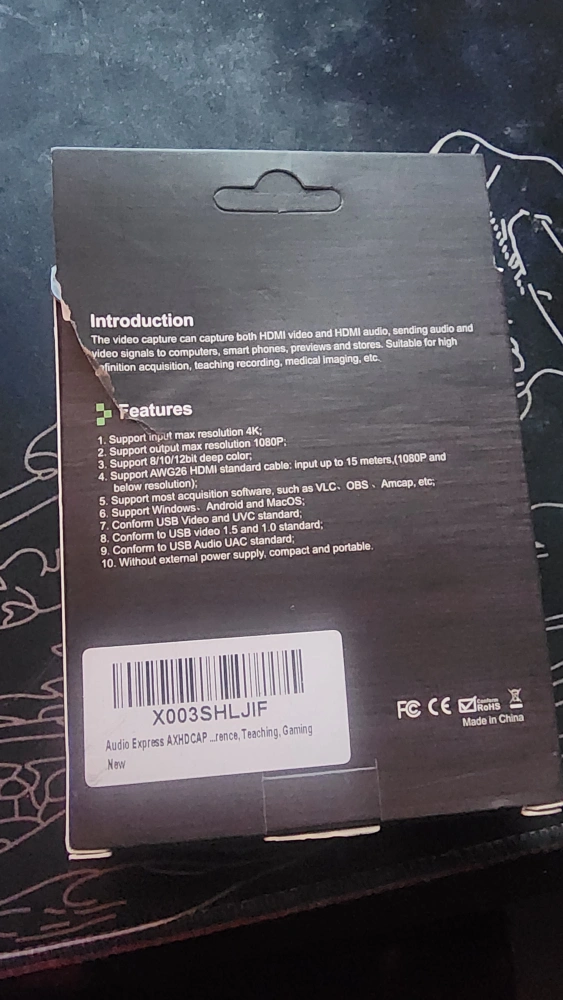 Introduction
The video capture can capture both HDMI video and HDMI audio, sending audio and
video signals to computers, smart phones, previews and stores. Suitable for high
finition acquisition, teaching recording, medical imaging, etc.
Features
1. Support input max resolution 4K;
2. Support output max resolution 1080P;
3. Support 8/10/12bit deep color;
4. Support AWG26 HDMI standard cable: input up to 15 meters,(1080P and
below resolution);
5. Support most acquisition software, such as VLC、OBS 、Amcap, etc;
6. Support Windows、Android and MacOS;
7. Conform USB Video and UVC standard;
8. Conform to USB video 1.5 and 1.0 standard;
9. Conform to USB Audio UAC standard;
10. Without external power supply, compact and portable.
X003SHLJIF
Audio Express AXHDCAP ...rence, Teaching, Gaming
New
FC CE Conform RoHS
Made in China